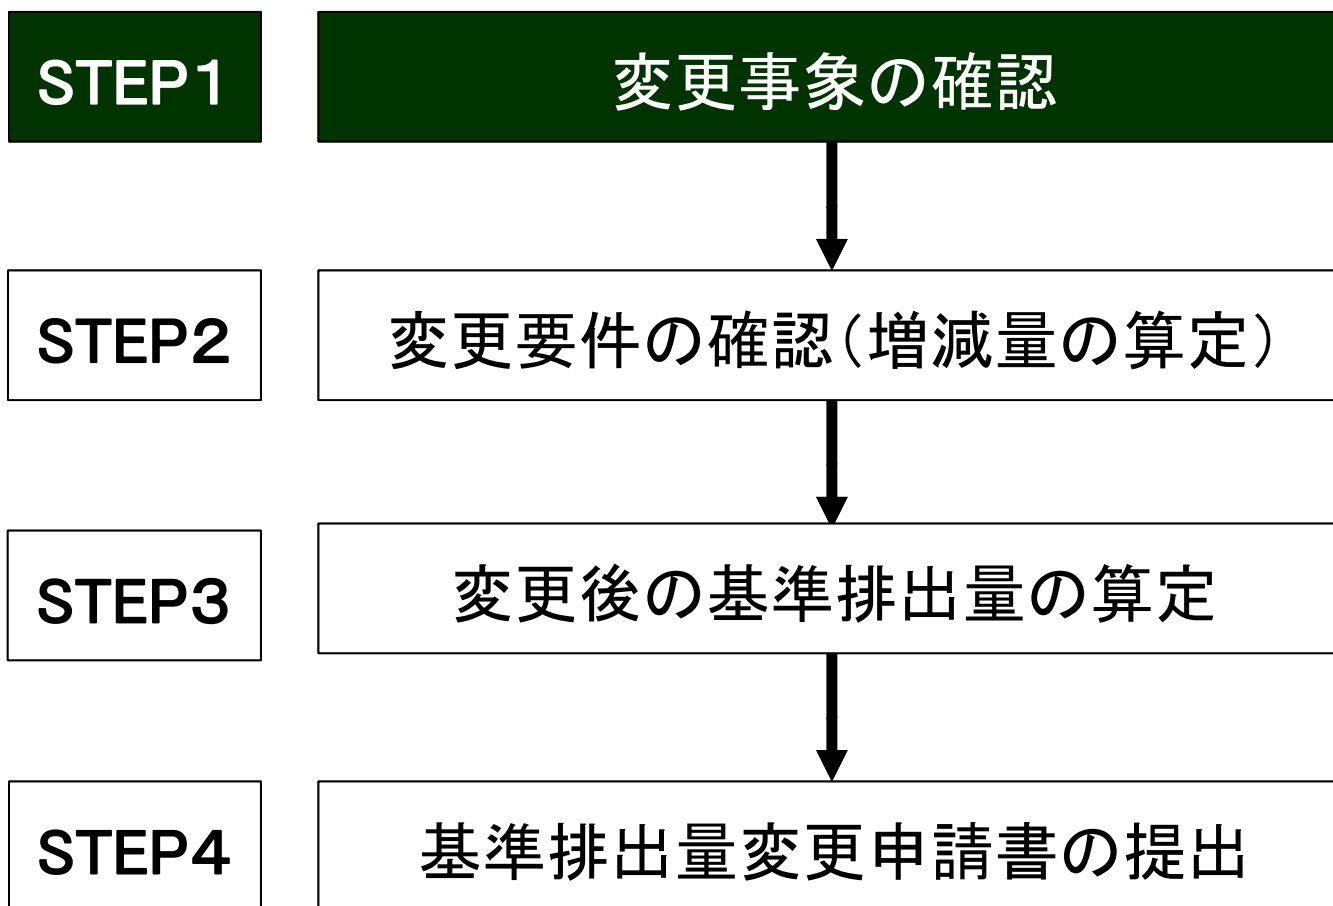 STEP1
変更事象の確認
STEP2
変更要件の確認(増減量の算定)
STEP3
変更後の基準排出量の算定
STEP4
基準排出量変更申請書の提出